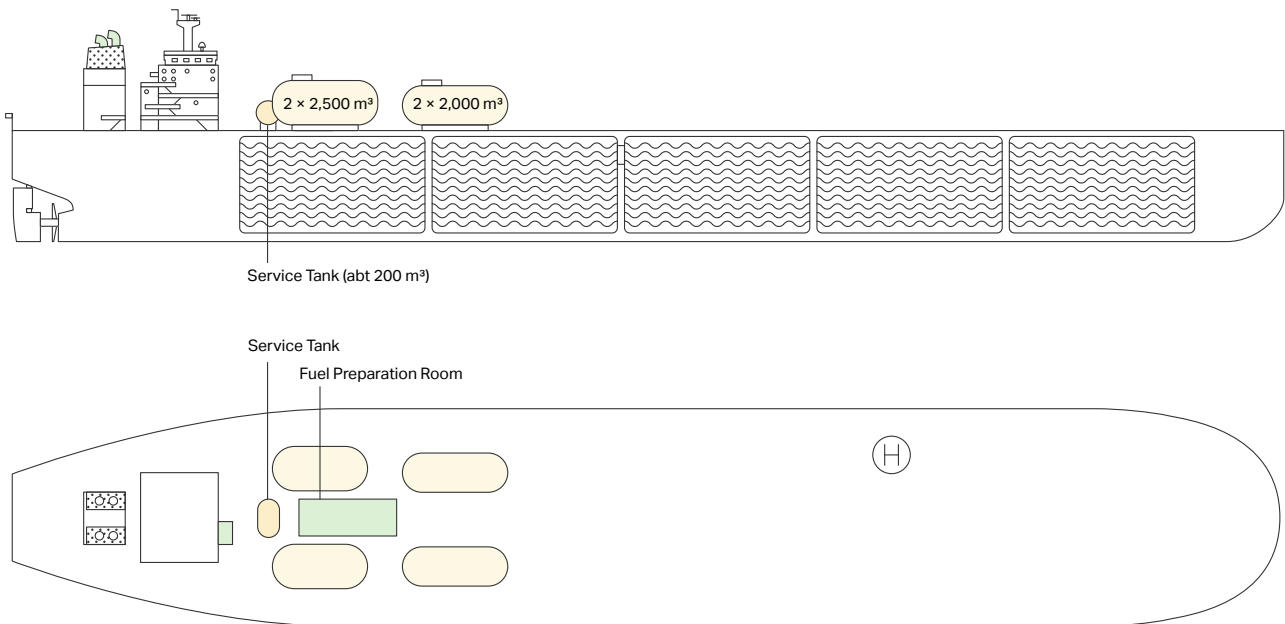 2 × 2,500 m³
2 × 2,000 m³
Service Tank (abt 200 m³)
Service Tank
Fuel Preparation Room
H